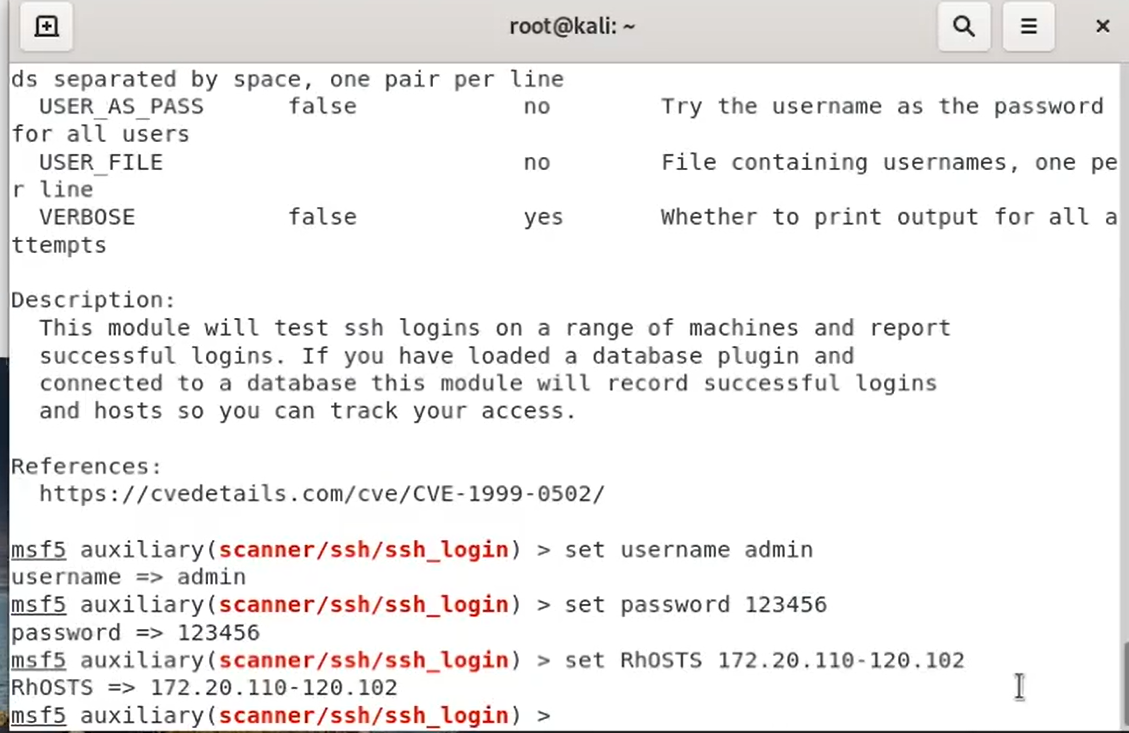 root@kali: ~
ds separated by space, one pair per line
USER_AS_PASS false no Try the username as the password
for all users
USER_FILE no File containing usernames, one pe
r line
VERBOSE false yes Whether to print output for all a
ttempts
Description:
This module will test ssh logins on a range of machines and report
successful logins. If you have loaded a database plugin and
connected to a database this module will record successful logins
and hosts so you can track your access.
References:
https://cvedetails.com/cve/CVE-1999-0502/
msf5 auxiliary(scanner/ssh/ssh_login) > set username admin
username => admin
msf5 auxiliary(scanner/ssh/ssh_login) > set password 123456
password => 123456
msf5 auxiliary(scanner/ssh/ssh_login) > set RhOSTS 172.20.110-120.102
RhOSTS => 172.20.110-120.102
msf5 auxiliary(scanner/ssh/ssh_login) >